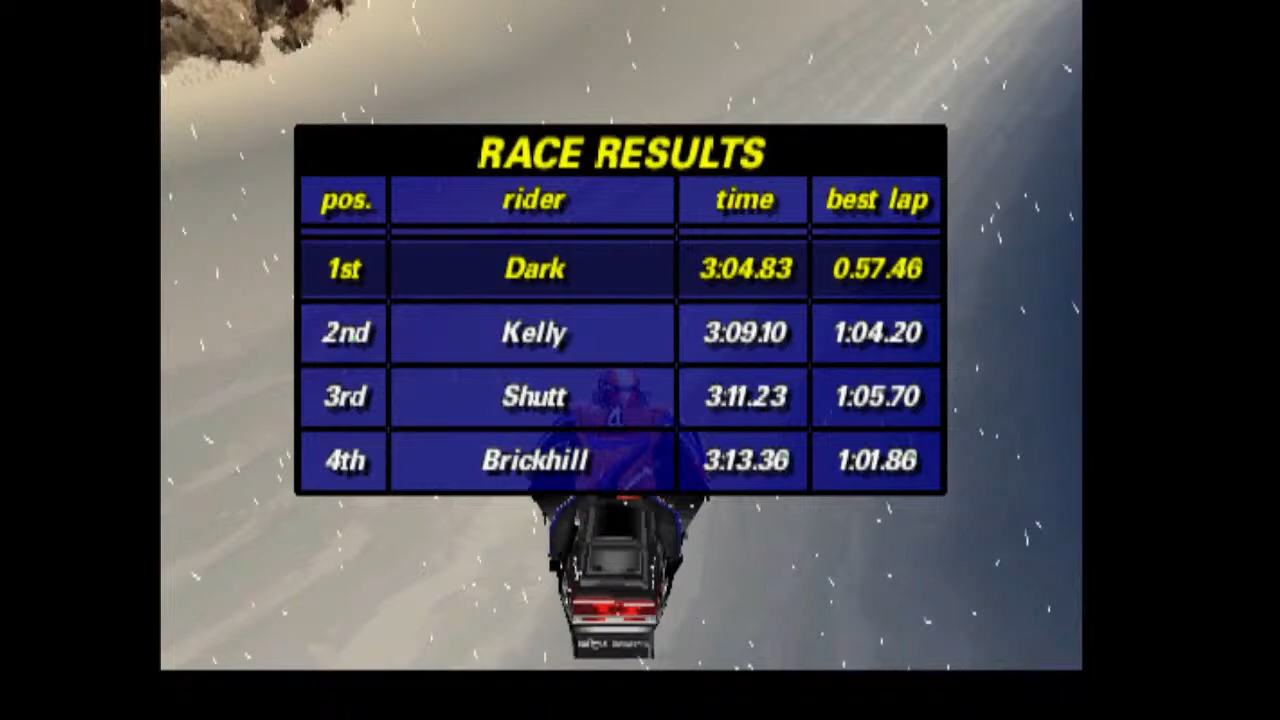 RACE RESULTS
pos. rider time best lap
1st Dark 3:04.83 0.57.46
2nd Kelly 3:09.10 1:04.20
3rd Shutt 3:11.23 1:05.70
4th Brickhill 3:13.36 1:01.86
4